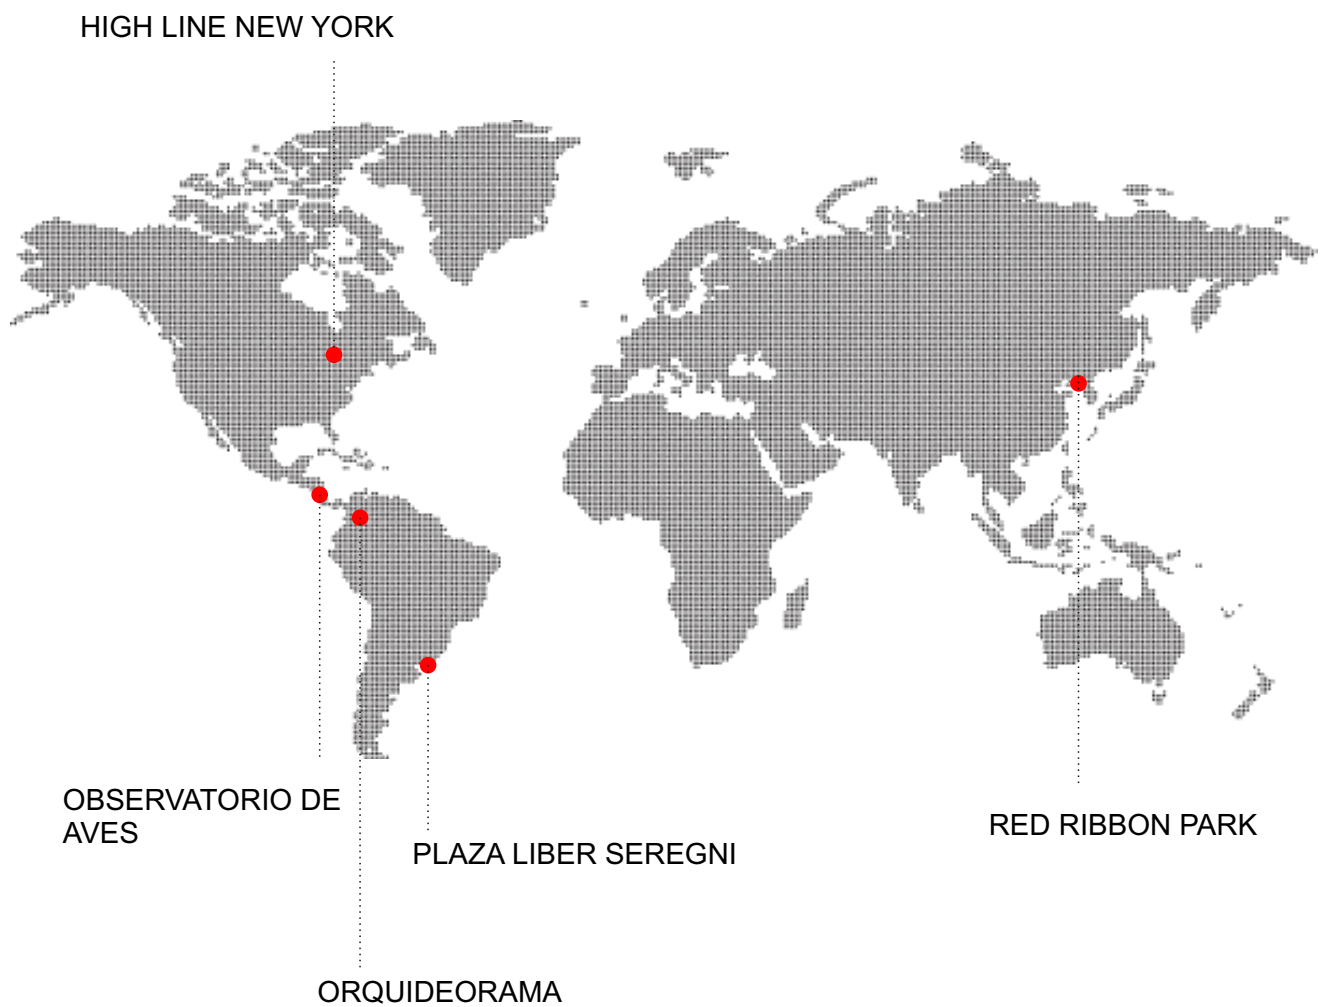 HIGH LINE NEW YORK
OBSERVATORIO DE
AVES
RED RIBBON PARK
PLAZA LIBER SEREGNI
ORQUIDEORAMA